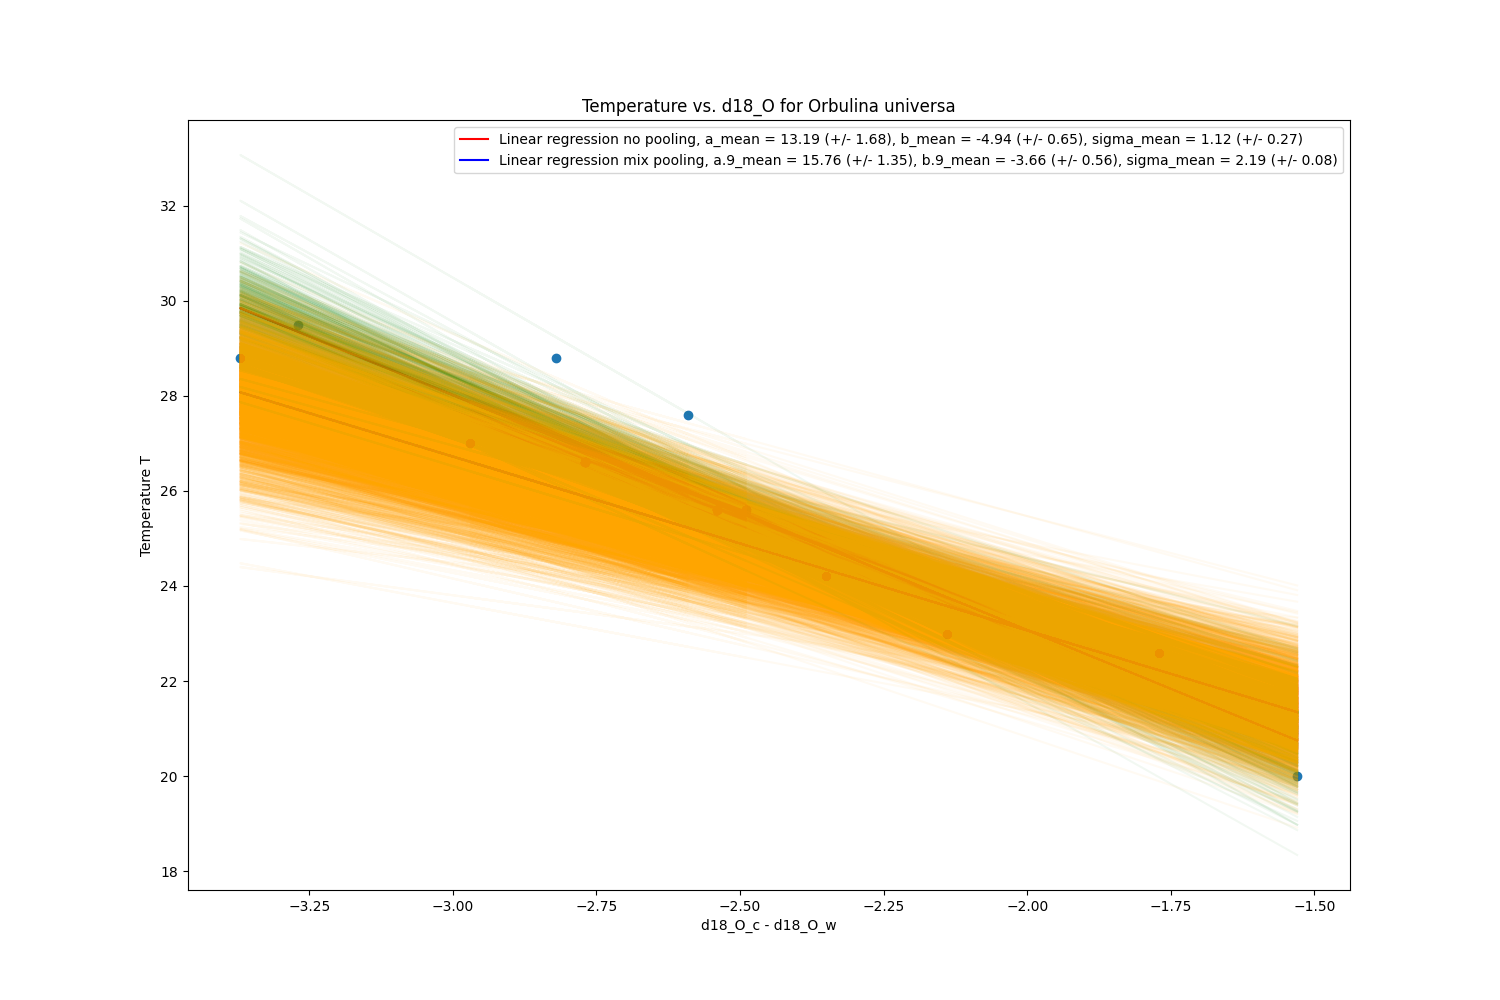 Temperature vs. d18_O for Orbulina universa
Linear regression no pooling, a_mean = 13.19 (+/- 1.68), b_mean = -4.94 (+/- 0.65), sigma_mean = 1.12 (+/- 0.27)
Linear regression mix pooling, a.9_mean = 15.76 (+/- 1.35), b.9_mean = -3.66 (+/- 0.56), sigma_mean = 2.19 (+/- 0.08)
32
30
28
26
24
22
20
18
Temperature T
−3.25 −3.00 −2.75 −2.50 −2.25 −2.00 −1.75 −1.50
d18_O_c - d18_O_w